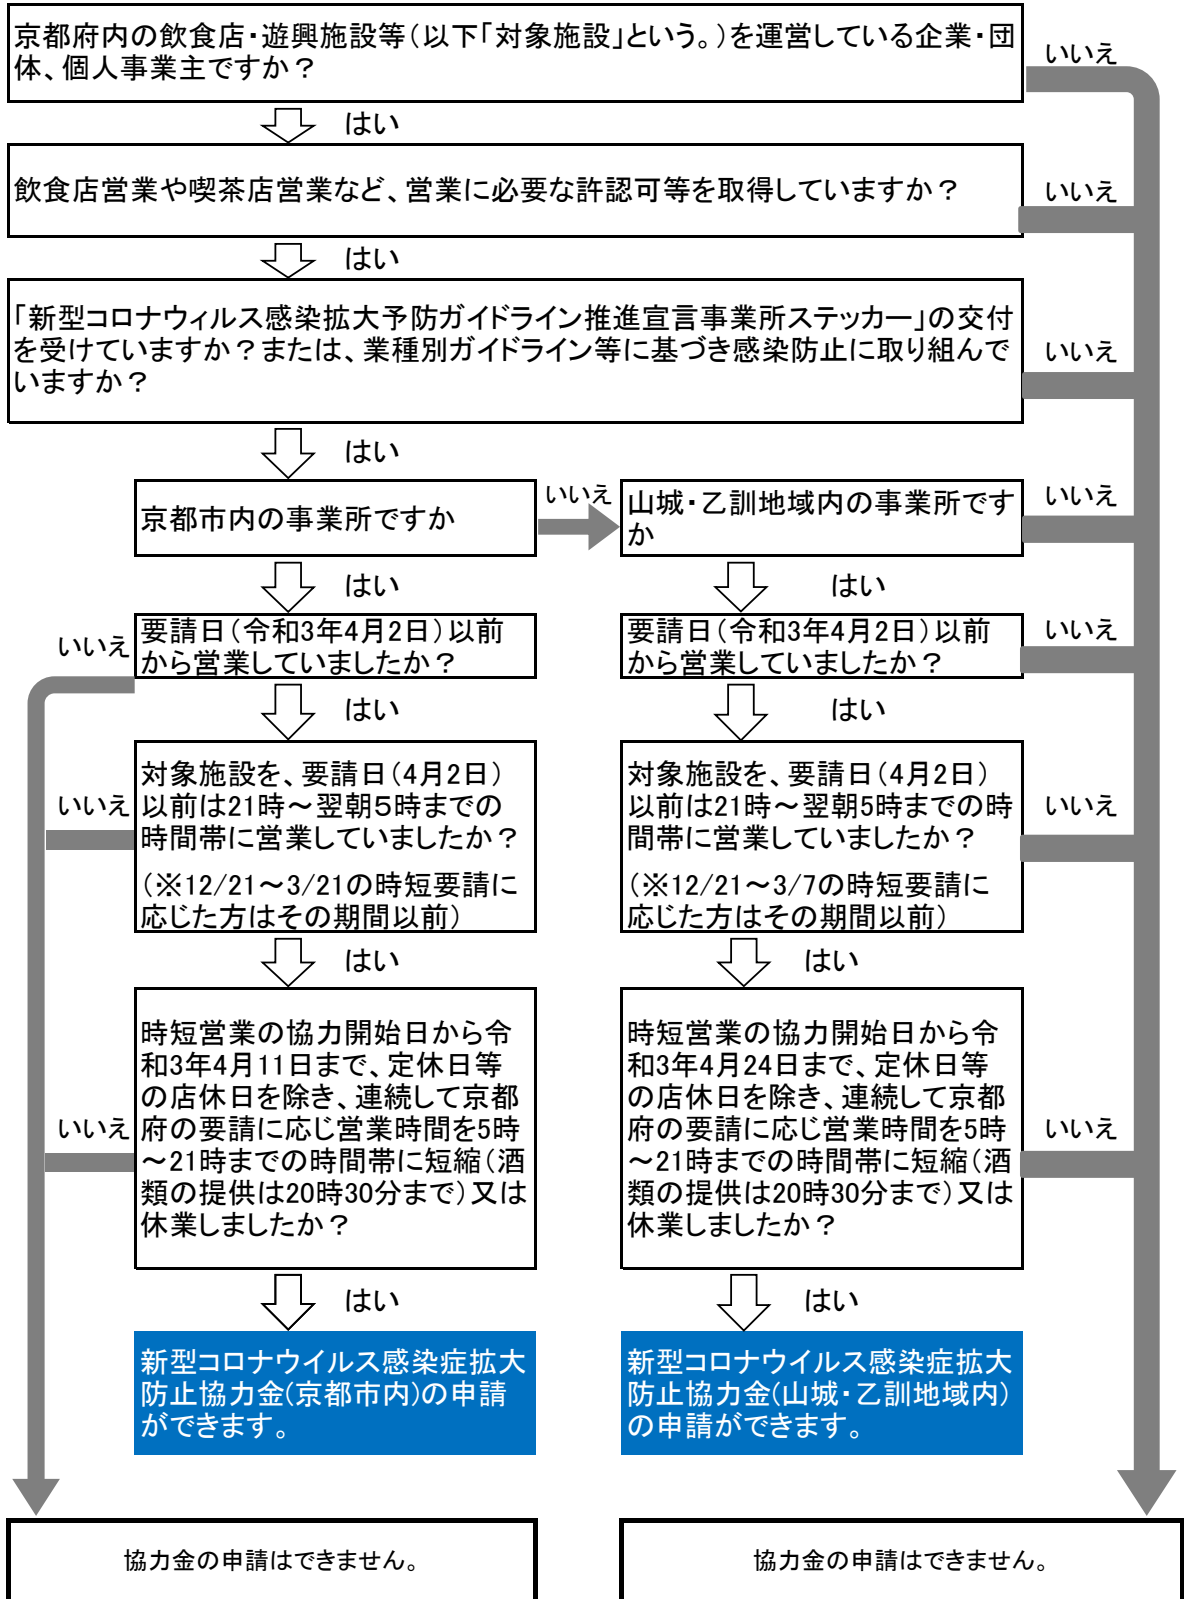 京都府内の飲食店・遊興施設等（以下「対象施設」という。）を運営している企業・団
体、個人事業主ですか？
いいえ
はい
飲食店営業や喫茶店営業など、営業に必要な許認可等を取得していますか？
いいえ
はい
「新型コロナウィルス感染拡大予防ガイドライン推進宣言事業所ステッカー」の交付
を受けていますか？または、業種別ガイドライン等に基づき感染防止に取り組んで
いますか？
いいえ
はい
京都市内の事業所ですか
いいえ
山城・乙訓地域内の事業所です
か
いいえ
はい
はい
いいえ
要請日（令和3年4月2日）以前
から営業していましたか？
要請日（令和3年4月2日）以前
から営業していましたか？
いいえ
はい
はい
いいえ
対象施設を、要請日（4月2日）
以前は21時～翌朝５時までの
時間帯に営業していましたか？
（※12/21～3/21の時短要請に
応じた方はその期間以前）
対象施設を、要請日（4月2日）
以前は21時～翌朝5時までの時
間帯に営業していましたか？
（※12/21～3/7の時短要請に
応じた方はその期間以前）
いいえ
はい
はい
いいえ
時短営業の協力開始日から令
和3年4月11日まで、定休日等
の店休日を除き、連続して京都
府の要請に応じ営業時間を5時
～21時までの時間帯に短縮（酒
類の提供は20時30分まで）又は
休業しましたか？
時短営業の協力開始日から令
和3年4月24日まで、定休日等
の店休日を除き、連続して京都
府の要請に応じ営業時間を5時
～21時までの時間帯に短縮（酒
類の提供は20時30分まで）又は
休業しましたか？
いいえ
はい
はい
新型コロナウイルス感染症拡大
防止協力金(京都市内)の申請
ができます。
新型コロナウイルス感染症拡大
防止協力金(山城・乙訓地域内)
の申請ができます。
協力金の申請はできません。
協力金の申請はできません。